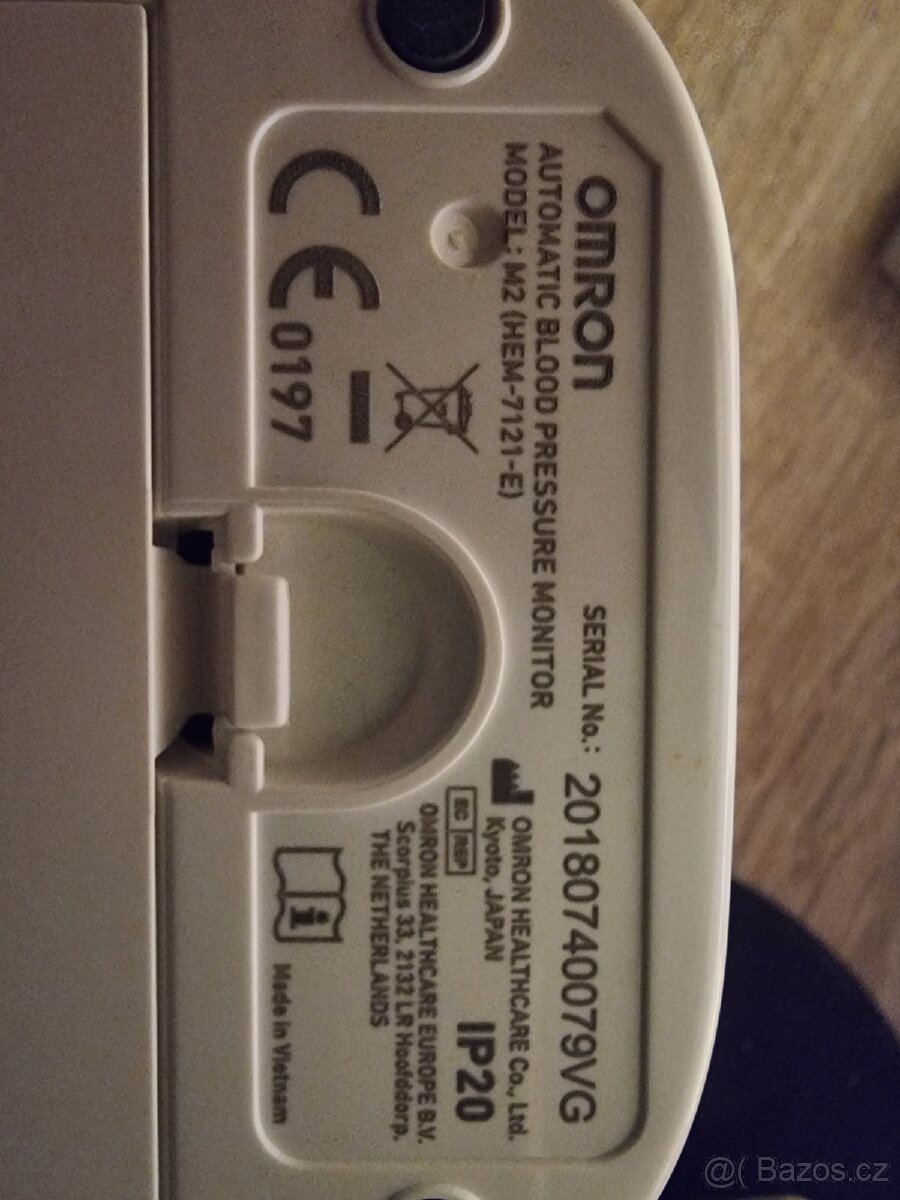 OMRON
AUTOMATIC BLOOD PRESSURE MONITOR
MODEL: M2 (HEM-7121-E)
CE 0197
SERIAL No.: 20180740079VG
OMRON HEALTHCARE Co., Ltd.
Kyoto, JAPAN
IP20
EC REP
OMRON HEALTHCARE EUROPE B.V.
Scorpius 33, 2132 LR Hoofddorp,
THE NETHERLANDS
i
Made in Vietnam
@( Bazos.cz